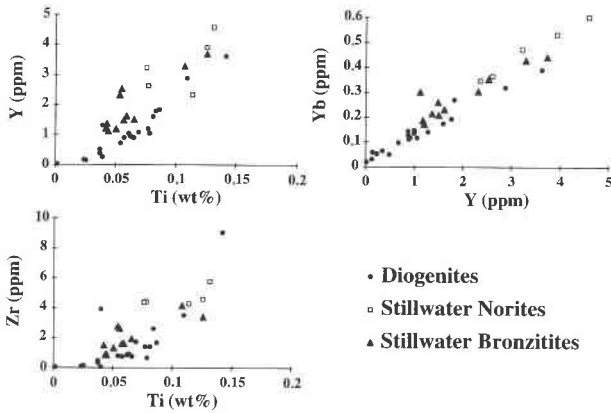 5
4
3
2
1
0
Y (ppm)
0 0.05 0.1 0.15 0.2
Ti (wt%)
0.6
0.5
0.4
0.3
0.2
0.1
0
Yb (ppm)
0 1 2 3 4 5
Y (ppm)
10
8
6
4
2
0
Zr (ppm)
0 0.05 0.1 0.15 0.2
Ti (wt%)
• Diogenites
□ Stillwater Norites
▲ Stillwater Bronzitites